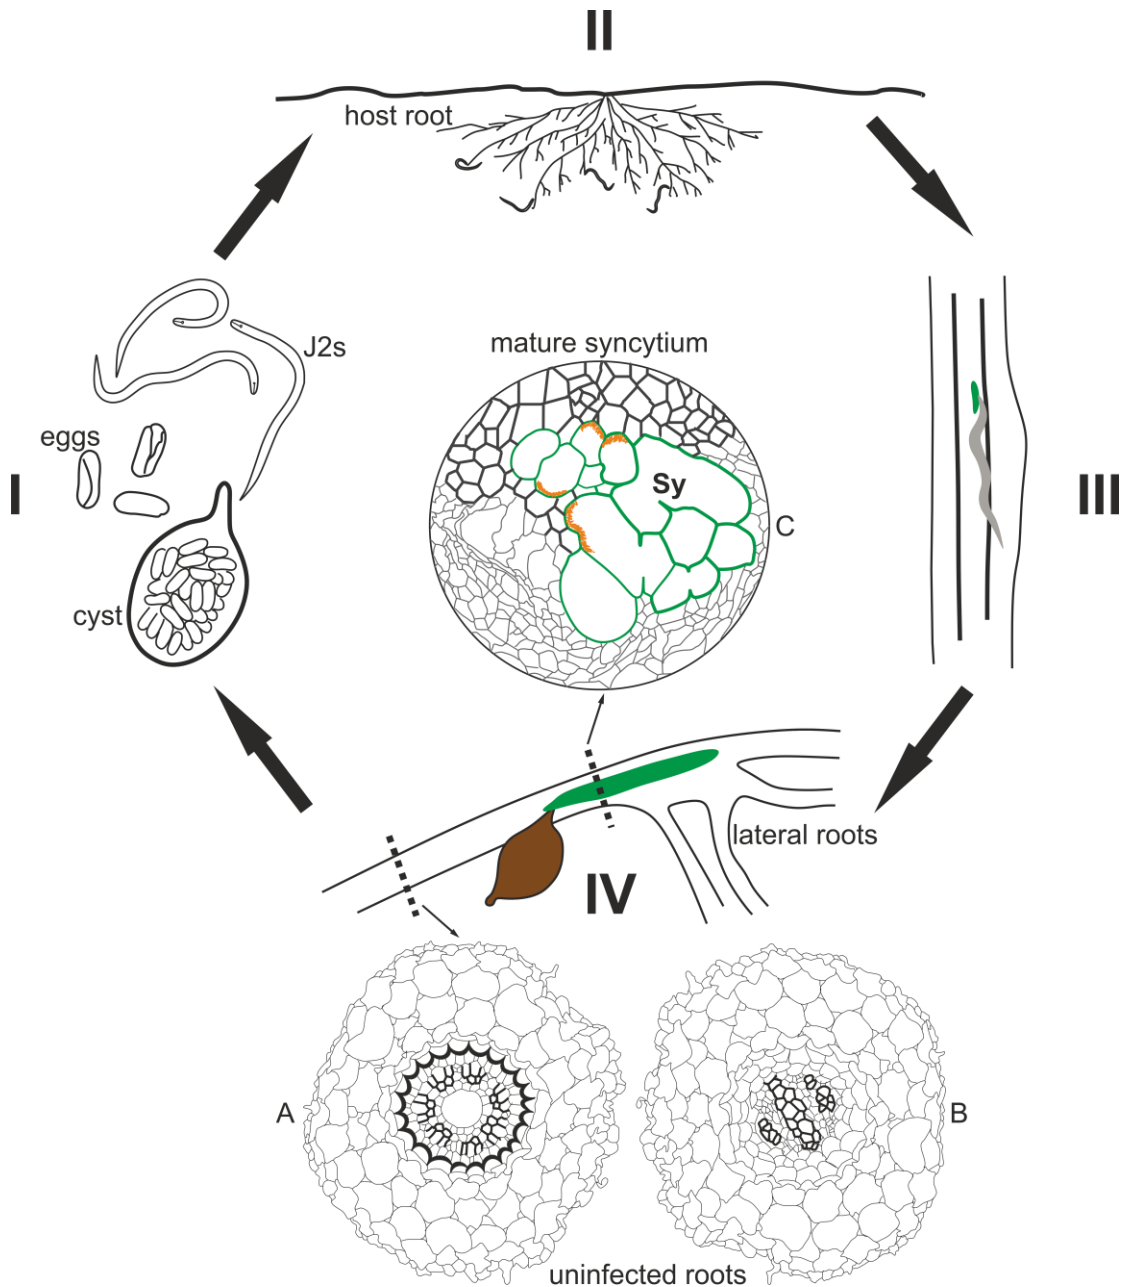 II
host root
J2s
mature syncytium
eggs
I
Sy
III
C
cyst
lateral roots
IV
A
B
uninfected roots